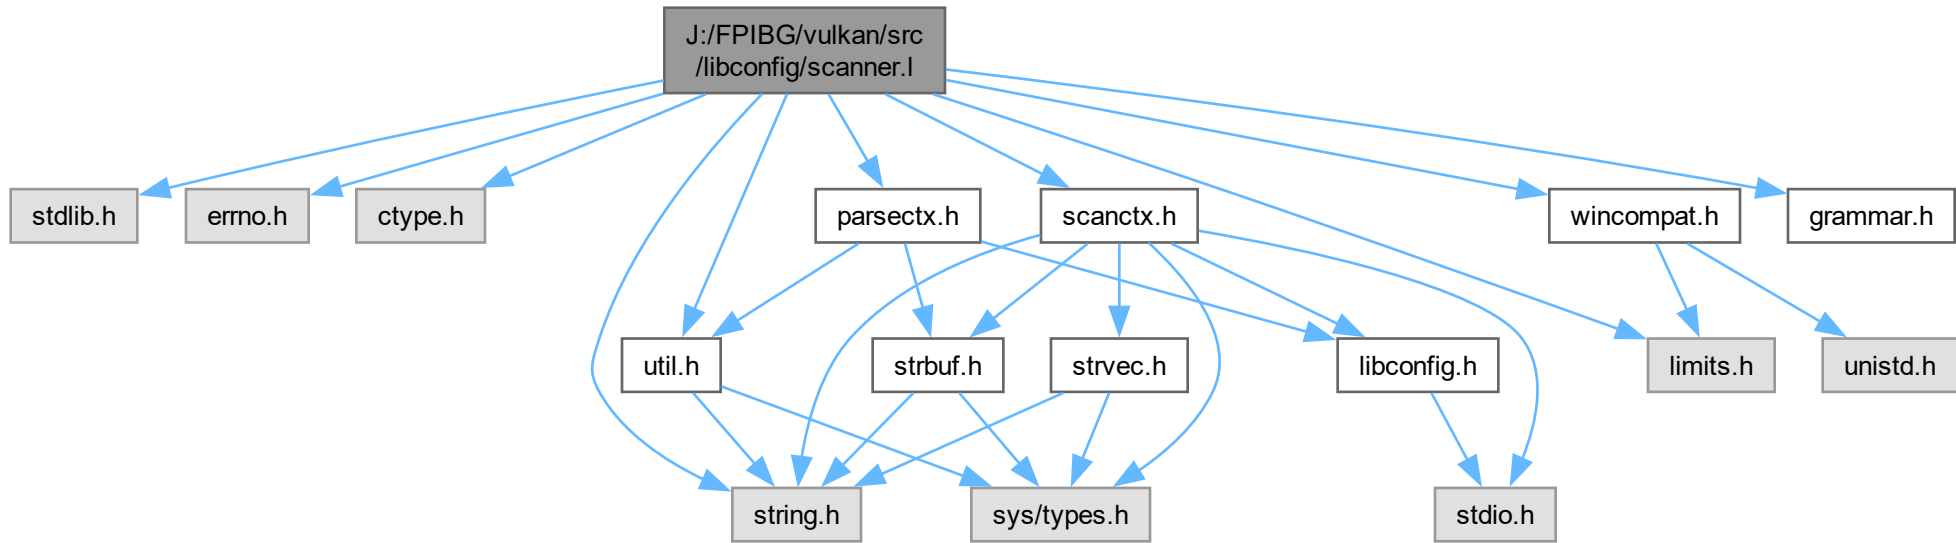 J:/FPIBG/vulkan/src
/libconfig/scanner.l
stdlib.h
errno.h
ctype.h
parsectx.h
scanctx.h
wincompat.h
grammar.h
util.h
strbuf.h
strvec.h
libconfig.h
limits.h
unistd.h
string.h
sys/types.h
stdio.h